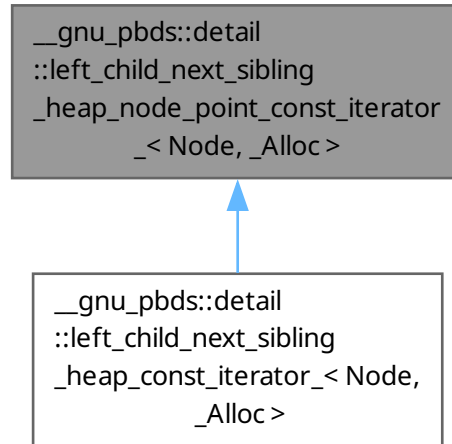 __gnu_pbds::detail
::left_child_next_sibling
_heap_node_point_const_iterator
_< Node, _Alloc >
__gnu_pbds::detail
::left_child_next_sibling
_heap_const_iterator_< Node,
_Alloc >